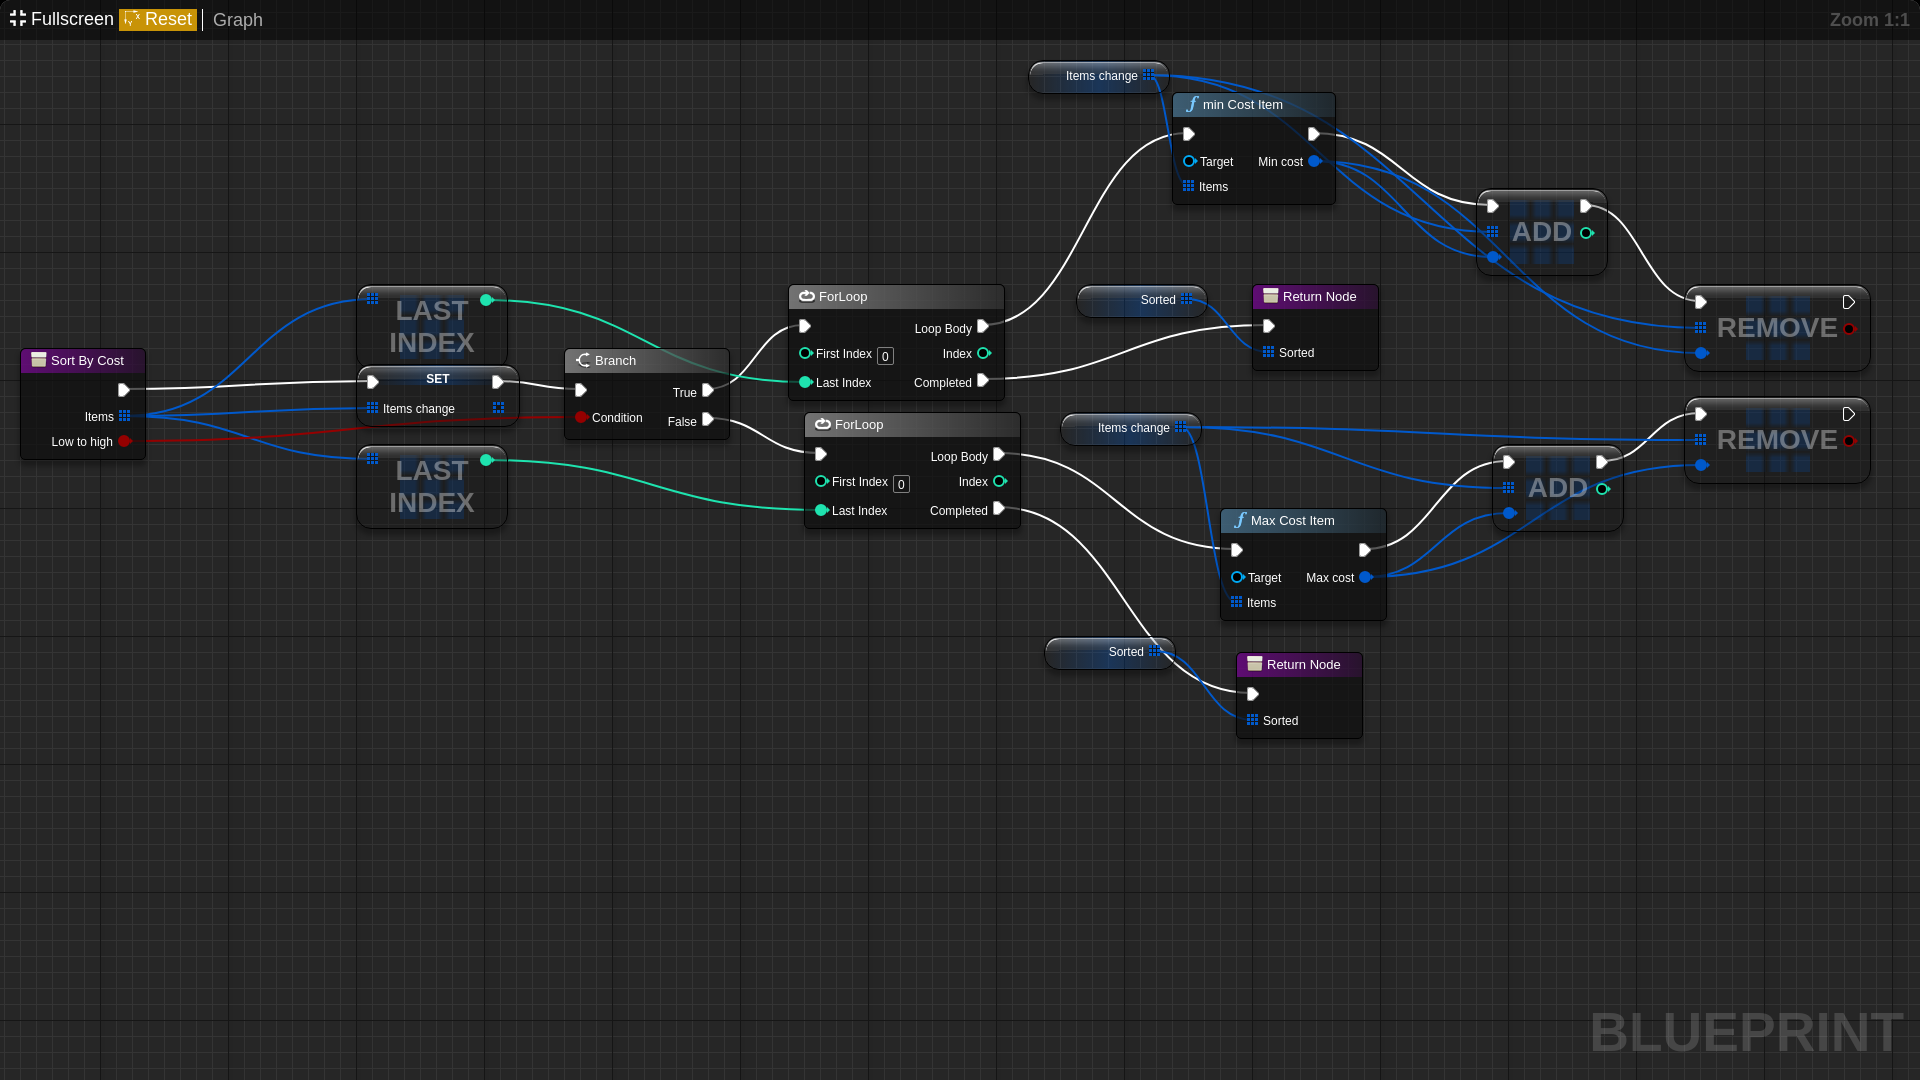 Fullscreen Reset Graph Zoom 1:1
Items change
min Cost Item
Target Min cost
Items
ADD
Sorted
Return Node
Sorted
REMOVE
LAST
INDEX
Sort By Cost
Items
Low to high
SET
Items change
LAST
INDEX
Branch
True
Condition
False
ForLoop
Loop Body
First Index 0 Index
Last Index Completed
ForLoop
Loop Body
First Index 0 Index
Last Index Completed
Items change
REMOVE
ADD
Max Cost Item
Target Max cost
Items
Sorted
Return Node
Sorted
BLUEPRINT